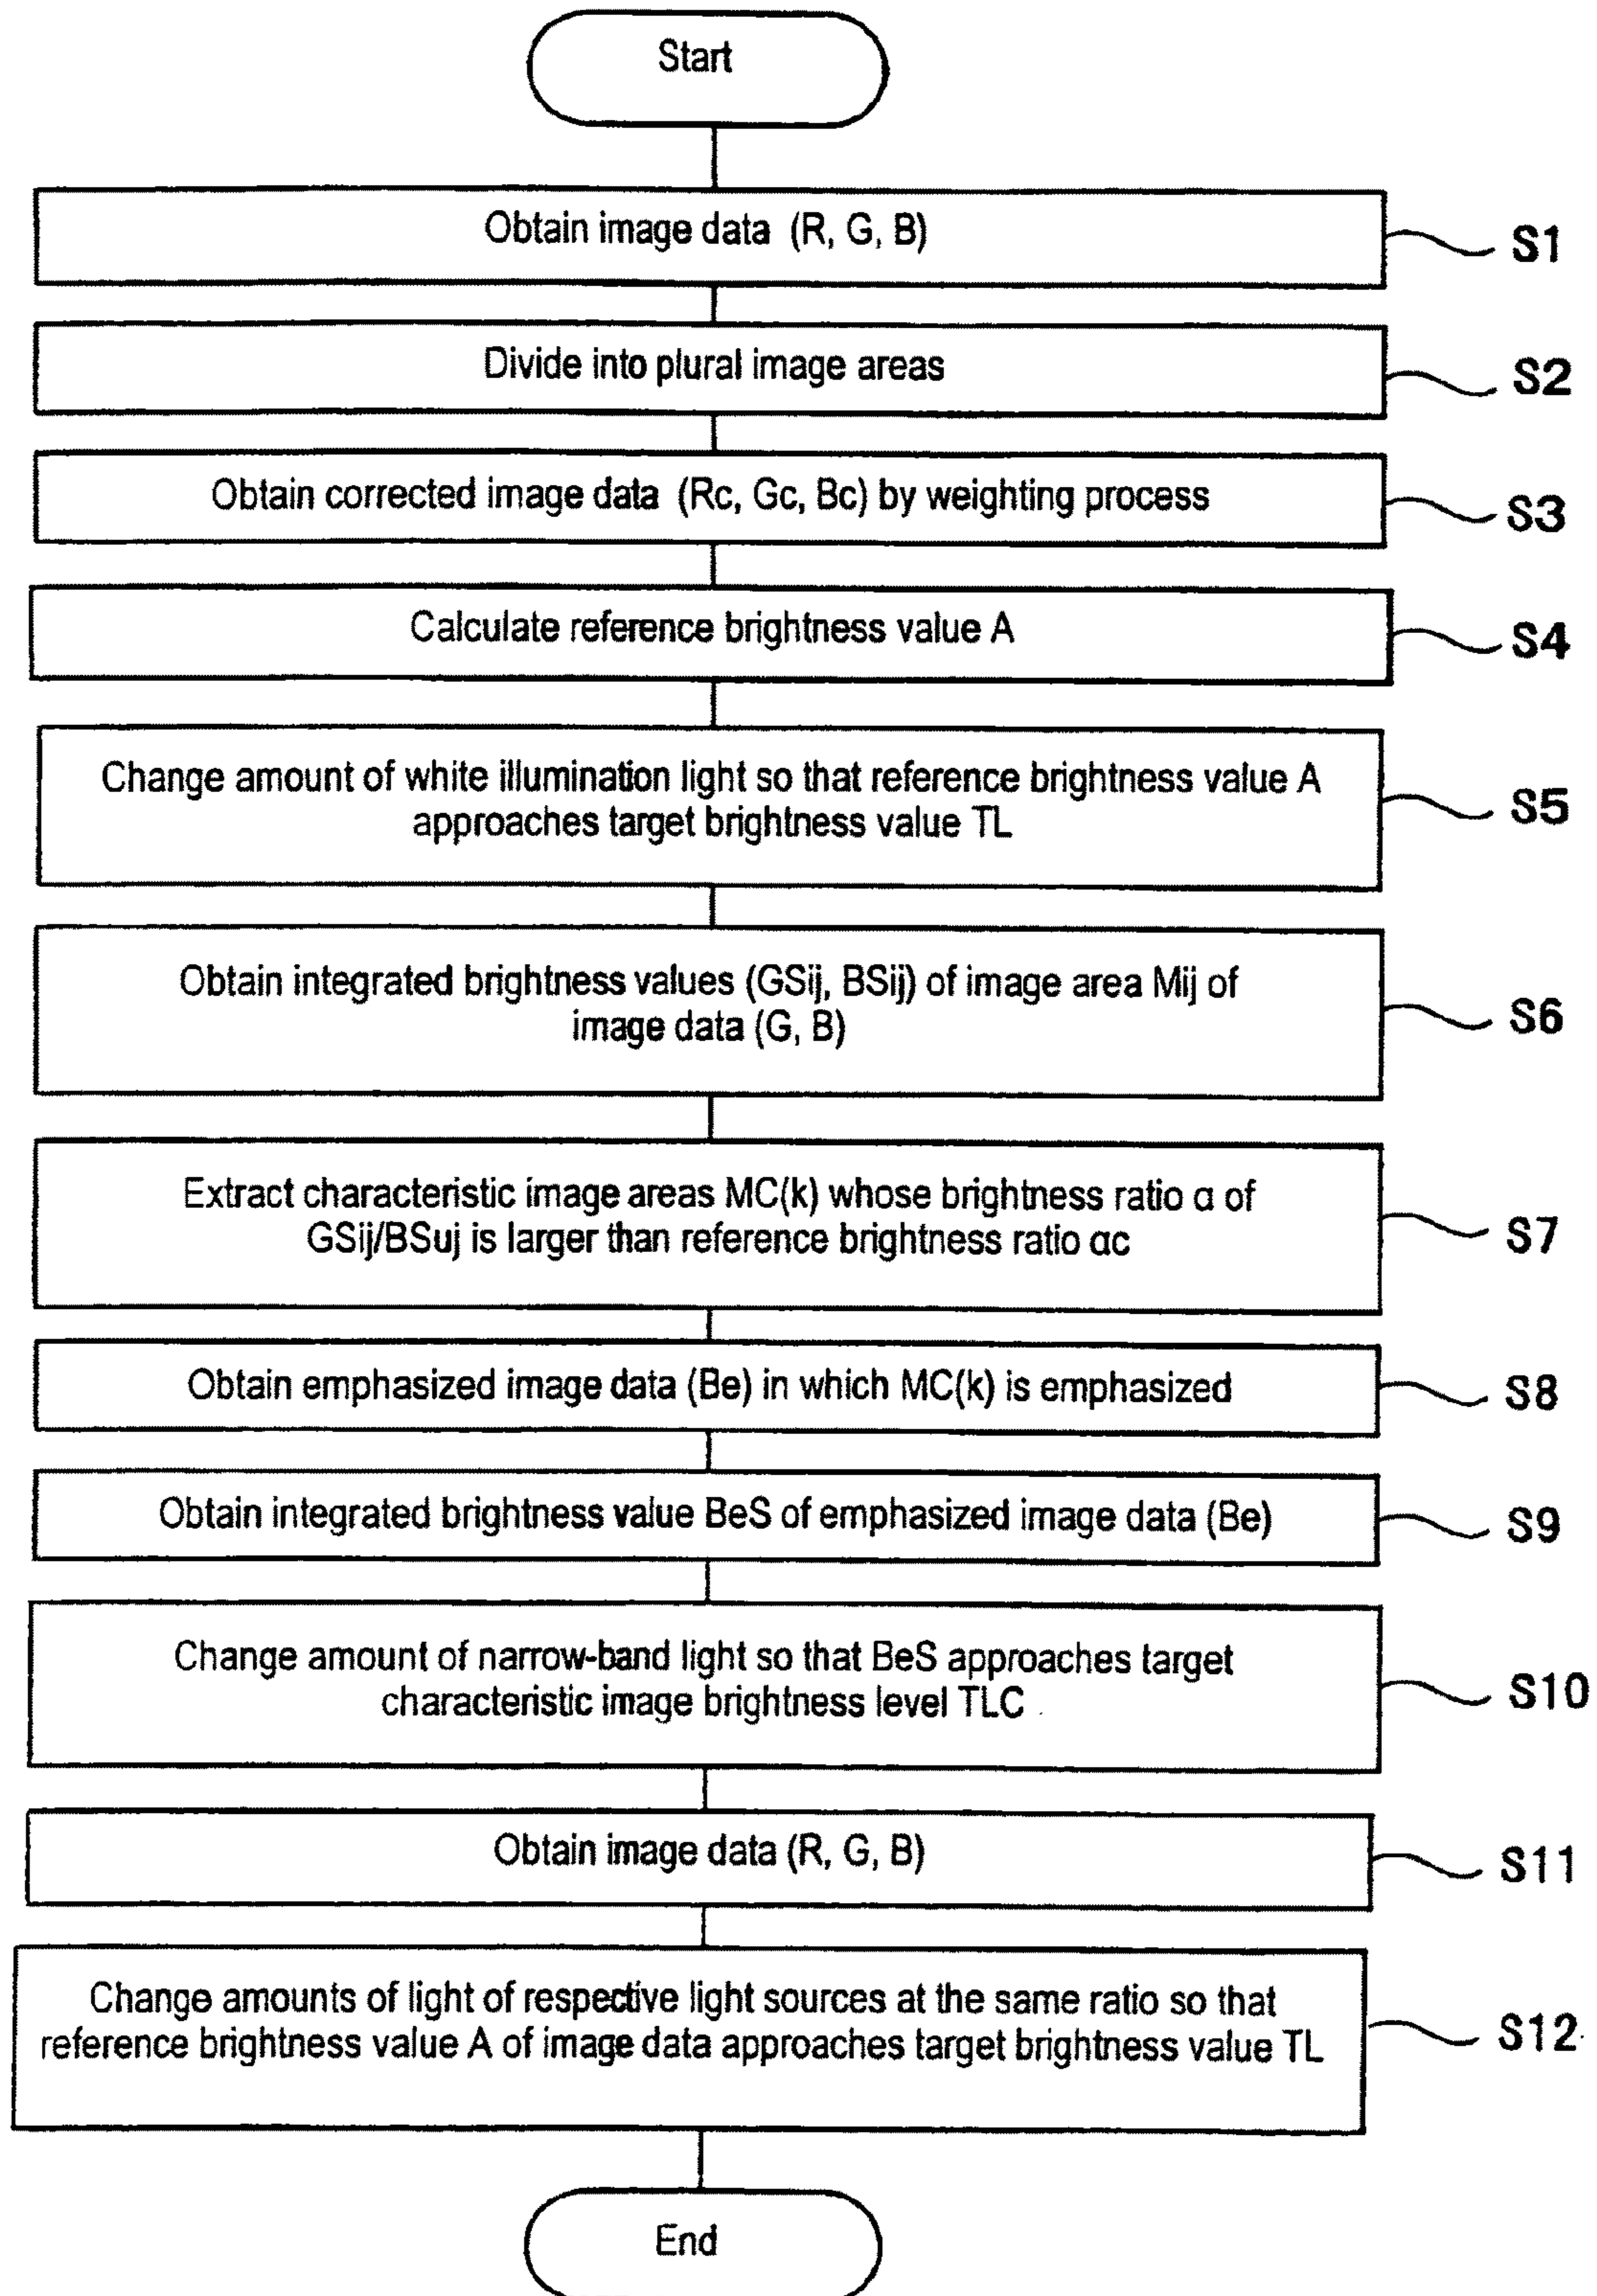 Start
Obtain image data (R, G, B)
S1
Divide into plural image areas
S2
Obtain corrected image data (Rc, Gc, Bc) by weighting process
S3
Calculate reference brightness value A
S4
Change amount of white illumination light so that reference brightness value A
approaches target brightness value TL
S5
Obtain integrated brightness values (GSij, BSij) of image area Mij of
image data (G, B)
S6
Extract characteristic image areas MC(k) whose brightness ratio α of
GSij/BSuj is larger than reference brightness ratio αc
S7
Obtain emphasized image data (Be) in which MC(k) is emphasized
S8
Obtain integrated brightness value BeS of emphasized image data (Be)
S9
Change amount of narrow-band light so that BeS approaches target
characteristic image brightness level TLC
S10
Obtain image data (R, G, B)
S11
Change amounts of light of respective light sources at the same ratio so that
reference brightness value A of image data approaches target brightness value TL
S12
End